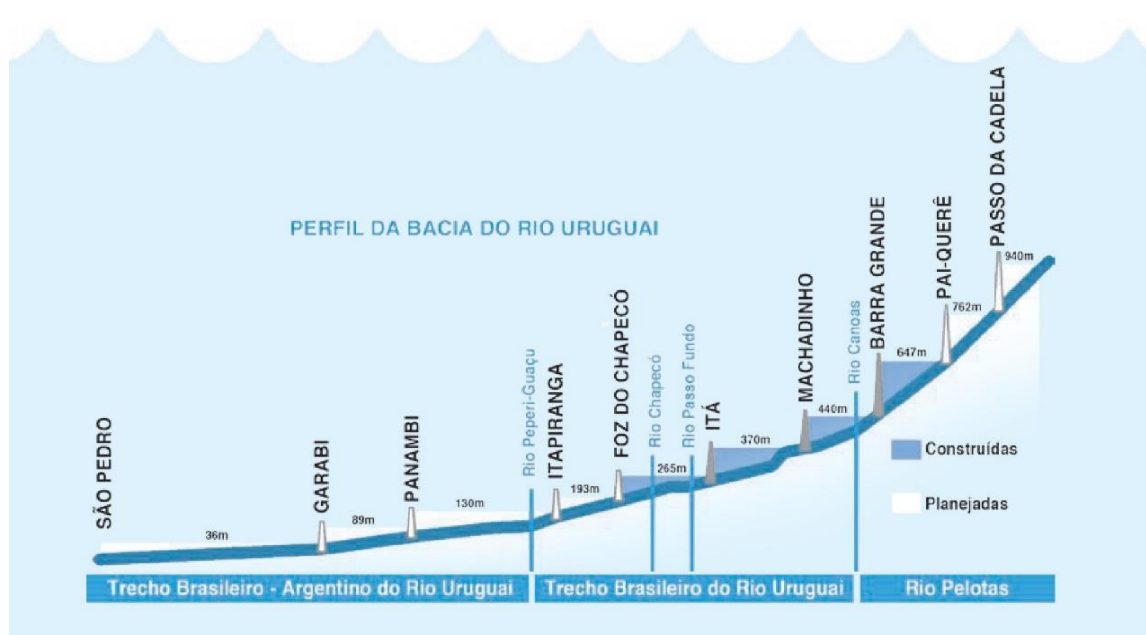 PERFIL DA BACIA DO RIO URUGUAI
SÃO PEDRO
36m
GARABI
89m
PANAMBI
130m
Rio Peperi-Guaçu
ITAPIRANGA
193m
FOZ DO CHAPECÓ
Rio Chapecó
265m
Rio Passo Fundo
ITÁ
370m
MACHADINHO
440m
Rio Canoas
BARRA GRANDE
647m
PAI-QUERÊ
762m
PASSO DA CADELA
940m
Construídas
Planejadas
Trecho Brasileiro - Argentino do Rio Uruguai
Trecho Brasileiro do Rio Uruguai
Rio Pelotas